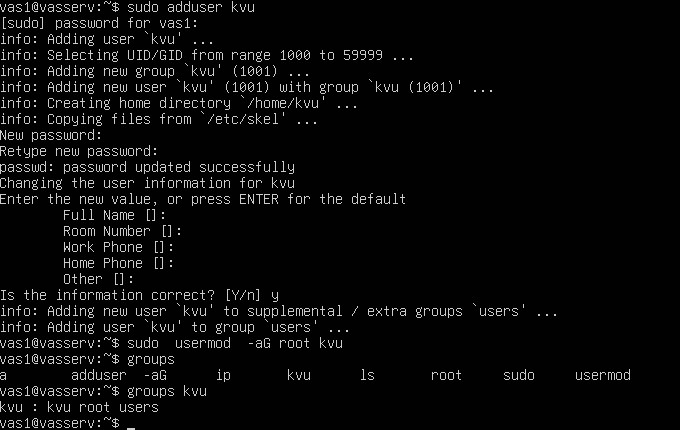 vas1@vasserv:~$ sudo adduser kvu
[sudo] password for vas1:
info: Adding user `kvu' ...
info: Selecting UID/GID from range 1000 to 59999 ...
info: Adding new group `kvu' (1001) ...
info: Adding new user `kvu' (1001) with group `kvu (1001)' ...
info: Creating home directory `/home/kvu' ...
info: Copying files from `/etc/skel' ...
New password:
Retype new password:
passwd: password updated successfully
Changing the user information for kvu
Enter the new value, or press ENTER for the default
        Full Name []:
        Room Number []:
        Work Phone []:
        Home Phone []:
        Other []:
Is the information correct? [Y/n] y
info: Adding new user `kvu' to supplemental / extra groups `users' ...
info: Adding user `kvu' to group `users' ...
vas1@vasserv:~$ sudo  usermod  -aG root kvu
vas1@vasserv:~$ groups
a        adduser  -aG      ip       kvu      ls       root     sudo     usermod
vas1@vasserv:~$ groups kvu
kvu : kvu root users
vas1@vasserv:~$ _